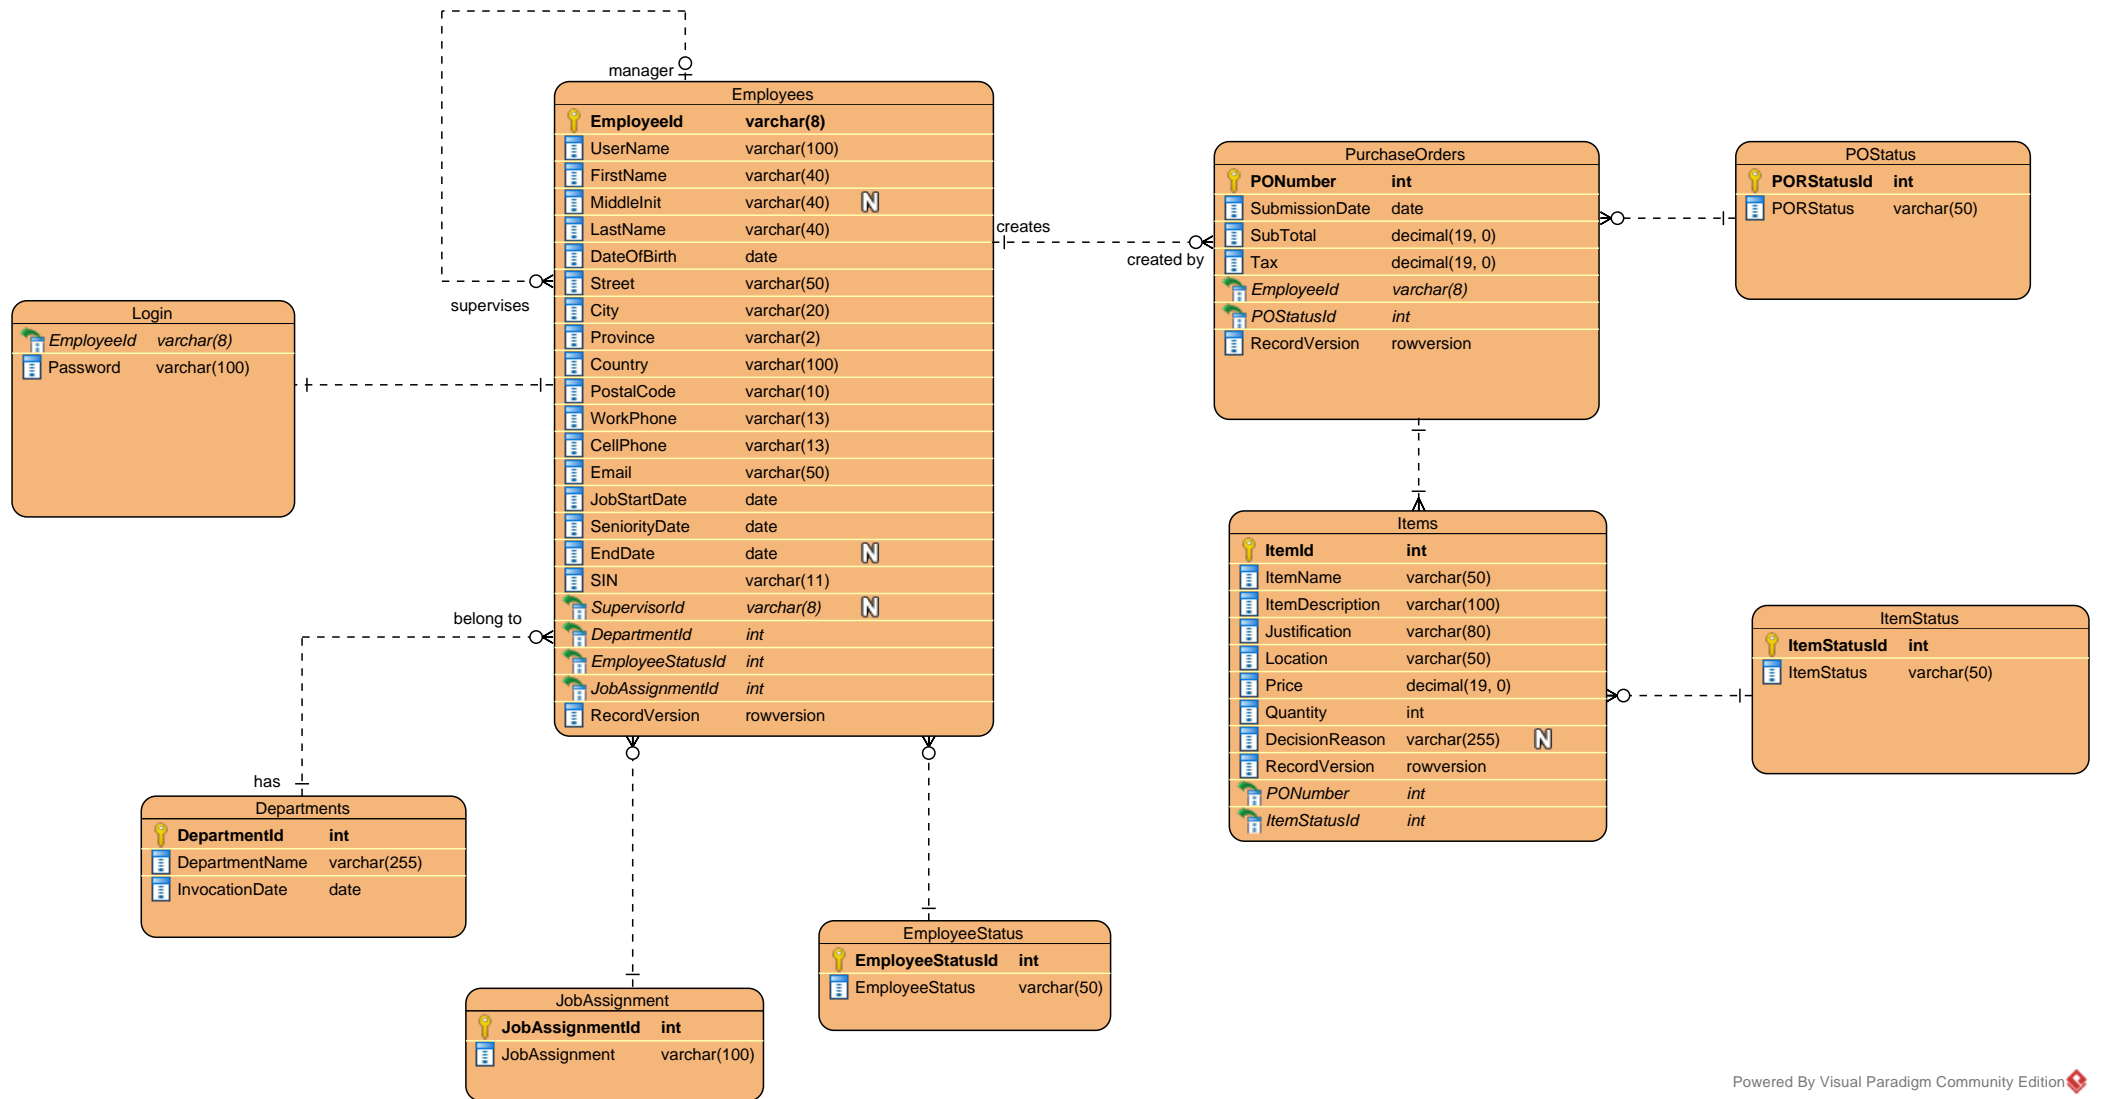 manager
supervises
Employees
EmployeeId varchar(8)
UserName varchar(100)
FirstName varchar(40)
MiddleInit varchar(40) N
LastName varchar(40)
DateOfBirth date
Street varchar(50)
City varchar(20)
Province varchar(2)
Country varchar(100)
PostalCode varchar(10)
WorkPhone varchar(13)
CellPhone varchar(13)
Email varchar(50)
JobStartDate date
SeniorityDate date
EndDate date N
SIN varchar(11)
SupervisorId varchar(8) N
DepartmentId int
EmployeeStatusId int
JobAssignmentId int
RecordVersion rowversion
creates
created by
PurchaseOrders
PONumber int
SubmissionDate date
SubTotal decimal(19, 0)
Tax decimal(19, 0)
EmployeeId varchar(8)
POStatusId int
RecordVersion rowversion
POStatus
PORStatusId int
PORStatus varchar(50)
Login
EmployeeId varchar(8)
Password varchar(100)
Items
ItemId int
ItemName varchar(50)
ItemDescription varchar(100)
Justification varchar(80)
Location varchar(50)
Price decimal(19, 0)
Quantity int
DecisionReason varchar(255) N
RecordVersion rowversion
PONumber int
ItemStatusId int
ItemStatus
ItemStatusId int
ItemStatus varchar(50)
belong to
has
Departments
DepartmentId int
DepartmentName varchar(255)
InvocationDate date
EmployeeStatus
EmployeeStatusId int
EmployeeStatus varchar(50)
JobAssignment
JobAssignmentId int
JobAssignment varchar(100)
Powered By Visual Paradigm Community Edition